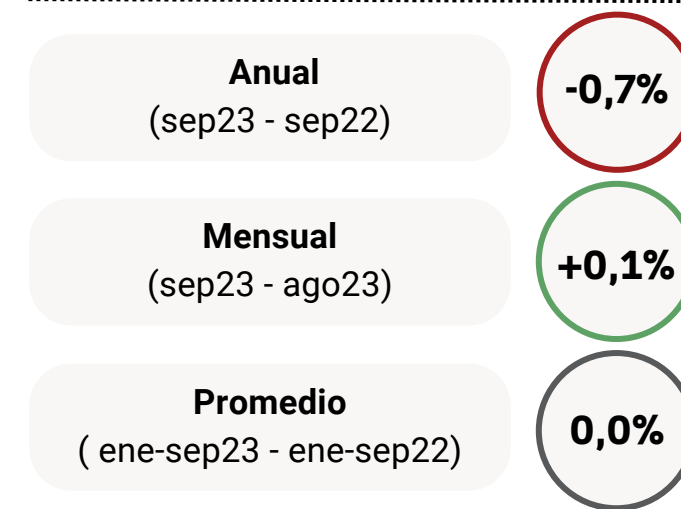 Anual
(sep23 - sep22)
-0,7%
Mensual
(sep23 - ago23)
+0,1%
Promedio
( ene-sep23 - ene-sep22)
0,0%